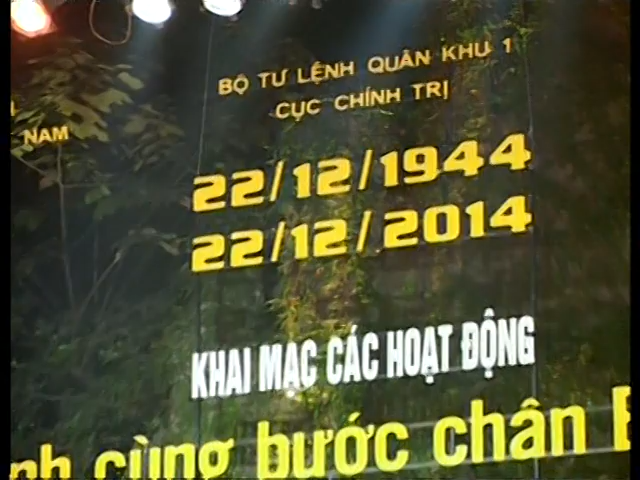 BỘ TƯ LỆNH QUÂN KHU 1
CỤC CHÍNH TRỊ
NAM
22/12/1944
22/12/2014
KHAI MẠC CÁC HOẠT ĐỘNG
cùng bước chân